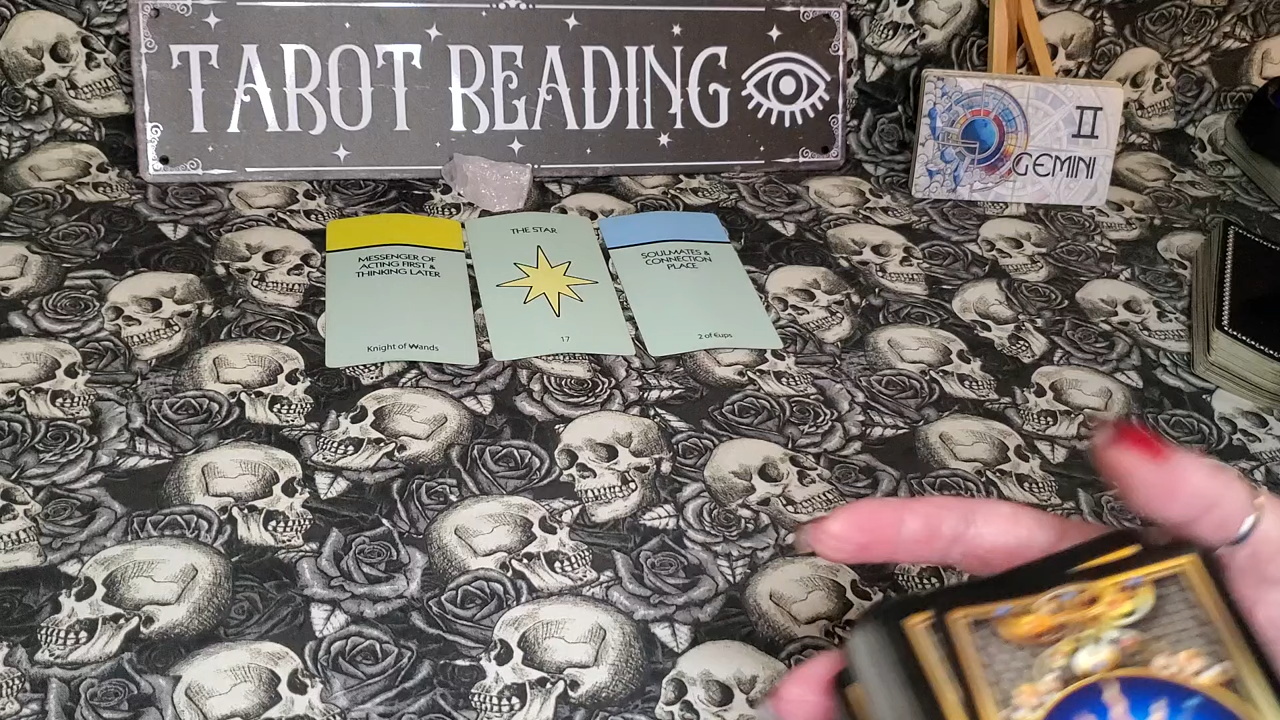 TAROT READING
II
GEMINI
MESSENGER OF
ACTING FIRST &
THINKING LATER
Knight of Wands
THE STAR
17
SOULMATES &
CONNECTION
PLACE
2 of Cups